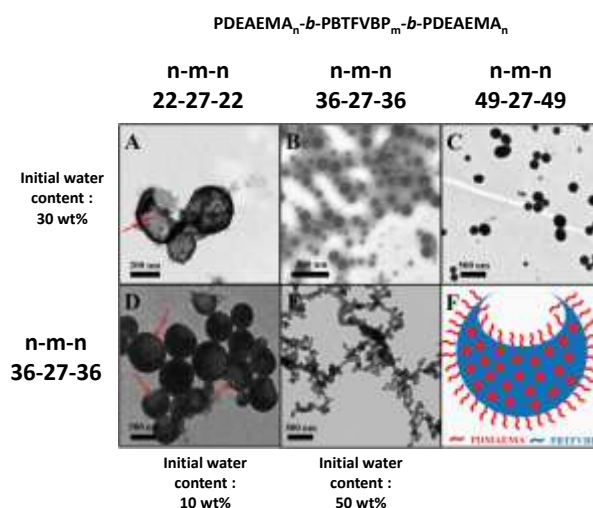 PDEAEMAn-b-PBTFVBPm-b-PDEAEMAn
n-m-n n-m-n n-m-n
22-27-22 36-27-36 49-27-49
A B C
Initial water
content :
30 wt%
D E F
n-m-n
36-27-36
PDMAEMA
Initial water
content :
10 wt%
Initial water
content :
50 wt%